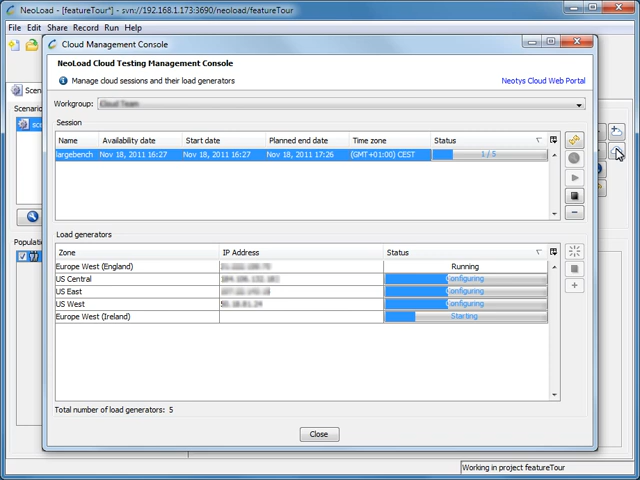 NeoLoad - [featureTour*] - svn://192.168.1.173:3690/neoload/featureTour
File Edit Share Record Run
Cloud Management Console
NeoLoad Cloud Testing Management Console
Manage cloud sessions and their load generators
Neotys Cloud Web Portal
Workgroup:
Session
Name Availability date Start date Planned end date Time zone Status
largebench Nov 18, 2011 16:27 Nov 18, 2011 16:27 Nov 18, 2011 17:26 (GMT+01:00) CEST 1 / 5
Load generators
Zone IP Address Status
Europe West (England) Running
US Central Configuring
US East Configuring
US West Configuring
Europe West (Ireland) Starting
Total number of load generators: 5
Close
Scen
Scenario
sce
Populatio
Working in project featureTour